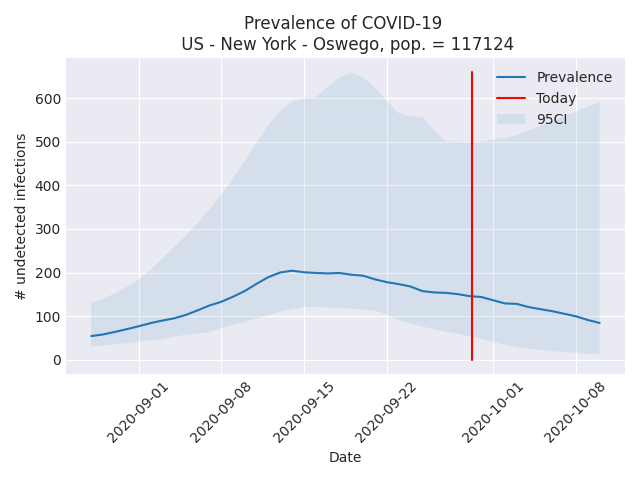 Prevalence of COVID-19
US - New York - Oswego, pop. = 117124
Prevalence
Today
95CI
# undetected infections
600
500
400
300
200
100
0
2020-09-01
2020-09-08
2020-09-15
2020-09-22
2020-10-01
2020-10-08
Date